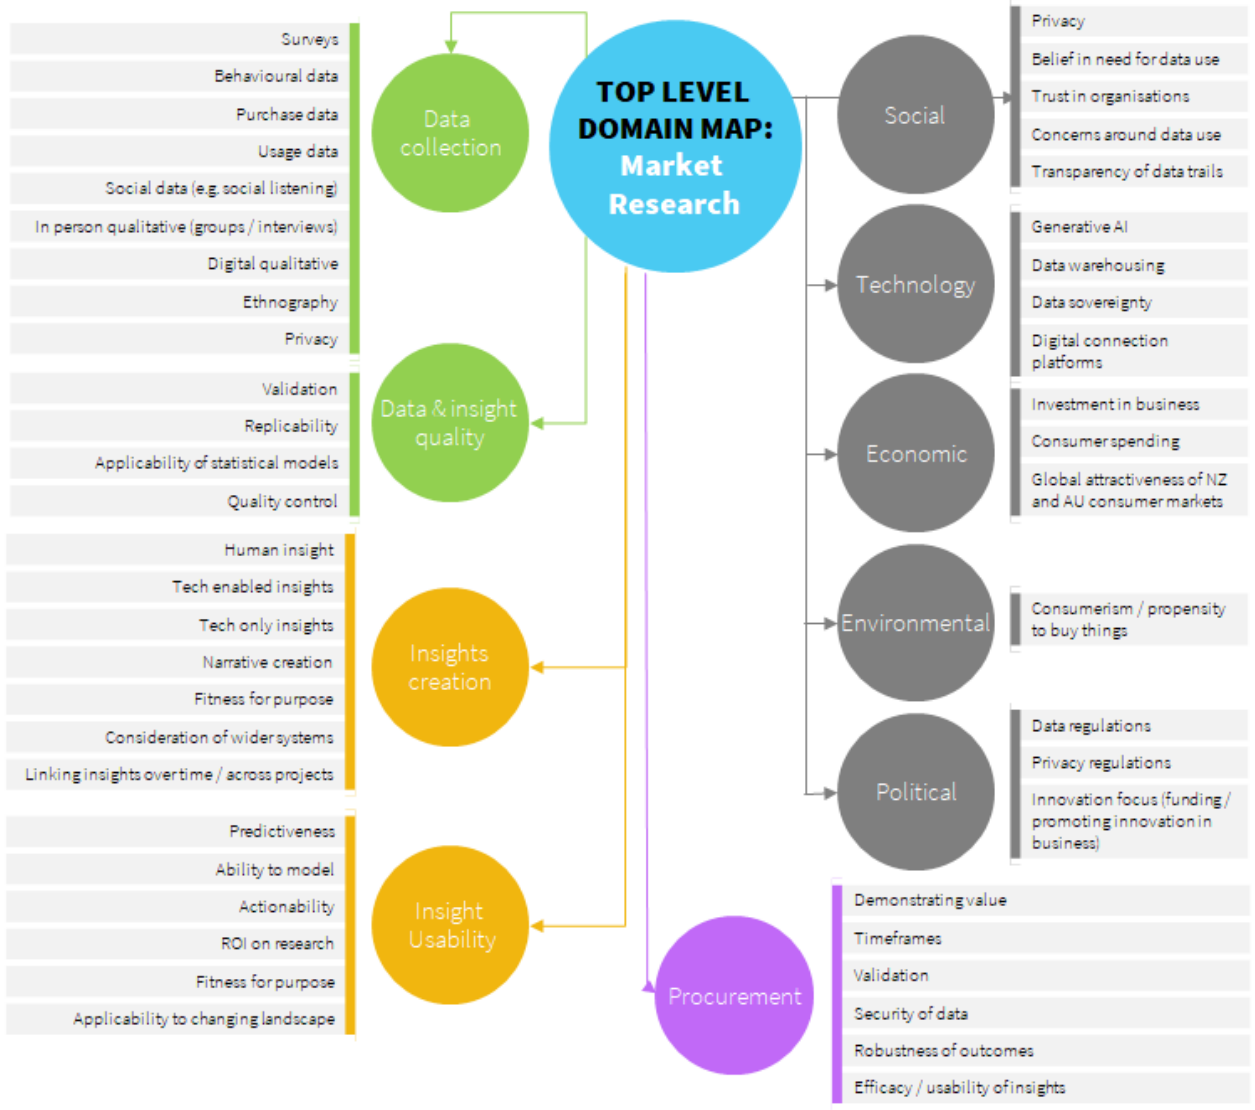 TOP LEVEL
DOMAIN MAP:
Market
Research
Data
collection
Surveys
Behavioural data
Purchase data
Usage data
Social data (e.g. social listening)
In person qualitative (groups / interviews)
Digital qualitative
Ethnography
Privacy
Data & insight
quality
Validation
Replicability
Applicability of statistical models
Quality control
Insights
creation
Human insight
Tech enabled insights
Tech only insights
Narrative creation
Fitness for purpose
Consideration of wider systems
Linking insights over time / across projects
Insight
Usability
Predictiveness
Ability to model
Actionability
ROI on research
Fitness for purpose
Applicability to changing landscape
Social
Privacy
Belief in need for data use
Trust in organisations
Concerns around data use
Transparency of data trails
Technology
Generative AI
Data warehousing
Data sovereignty
Digital connection
platforms
Economic
Investment in business
Consumer spending
Global attractiveness of NZ
and AU consumer markets
Environmental
Consumerism / propensity
to buy things
Political
Data regulations
Privacy regulations
Innovation focus (funding /
promoting innovation in
business)
Procurement
Demonstrating value
Timeframes
Validation
Security of data
Robustness of outcomes
Efficacy / usability of insights